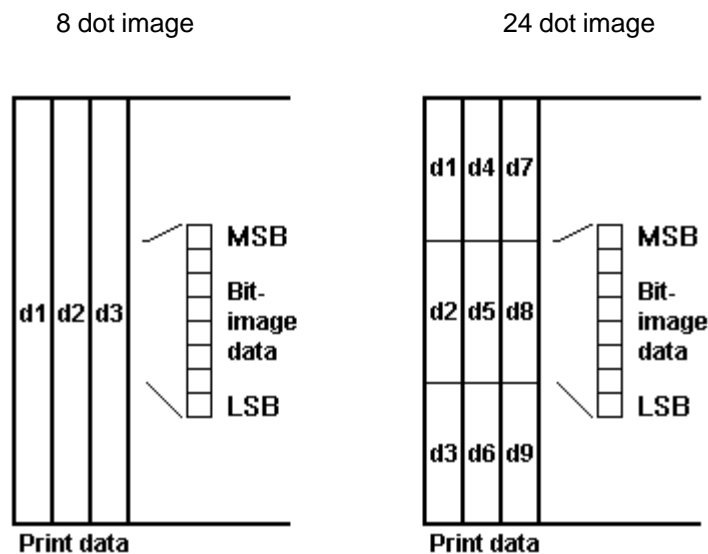 8 dot image
d1 d2 d3
MSB
Bit-
image
data
LSB
Print data
24 dot image
d1 d4 d7
d2 d5 d8
d3 d6 d9
MSB
Bit-
image
data
LSB
Print data